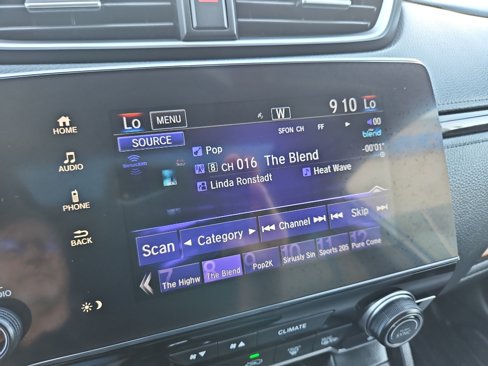 Lo
MENU
W
9 10
Lo
SOURCE
SFON CH
FF
00
siriusxm
Pop
blend
8 CH 016 The Blend
-00'01"
Linda Ronstadt
Heat Wave
Scan
Category
Channel
Skip
7 The Highw
8 The Blend
9 Pop2K
10 Siriusly Sin
11 Sports 205
12 Pure Come
HOME
AUDIO
PHONE
BACK
CLIMATE